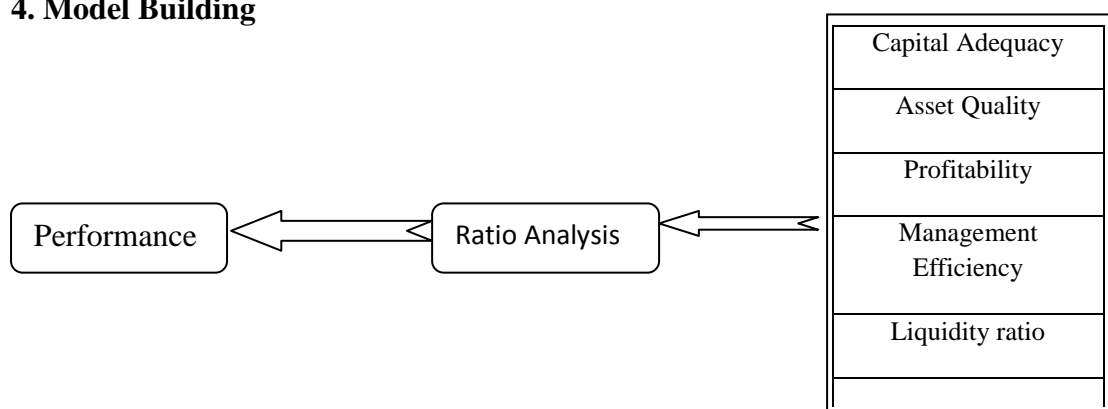 4. Model Building
Capital Adequacy
Asset Quality
Profitability
Performance
Ratio Analysis
Management
Efficiency
Liquidity ratio